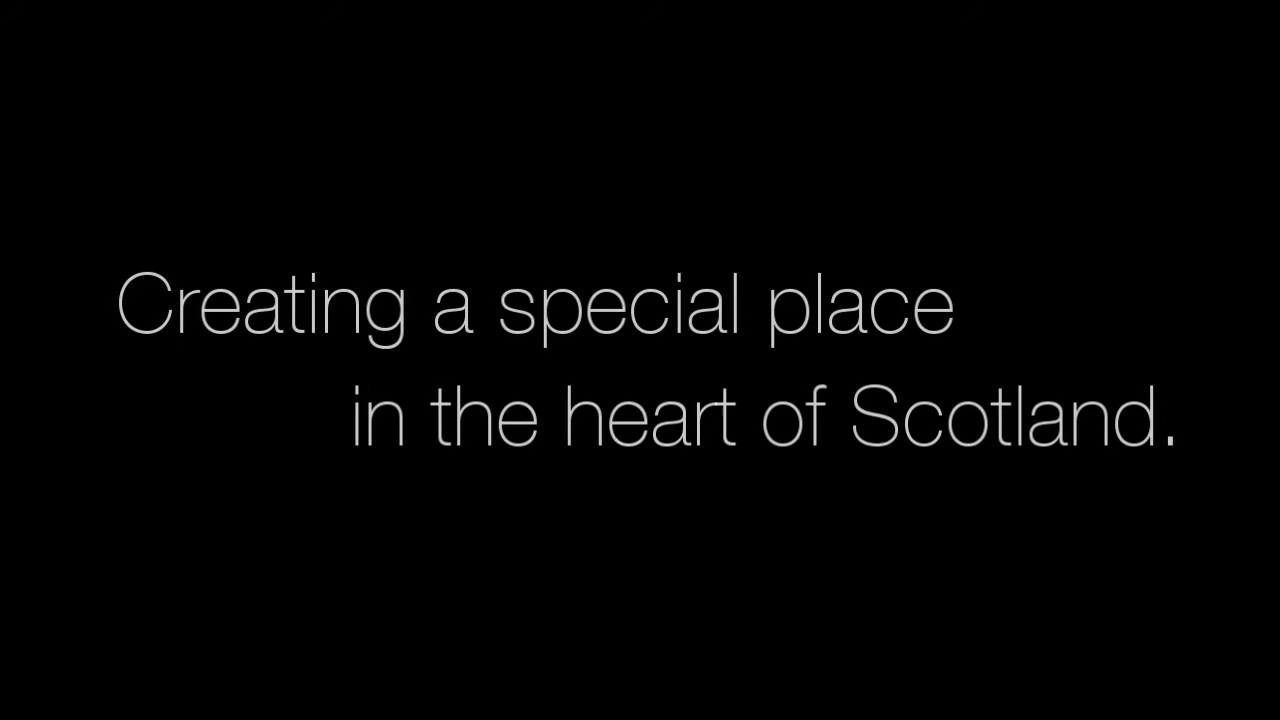 Creating a special place
in the heart of Scotland.